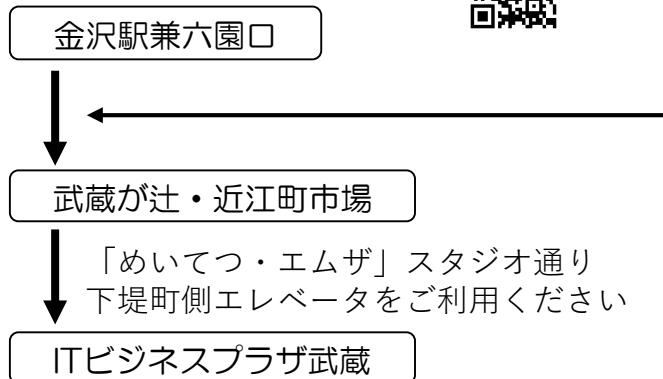 金沢駅兼六園口
武蔵が辻・近江町市場
「めいてつ・エムザ」スタジオ通り
下堤町側エレベータをご利用ください
ITビジネスプラザ武蔵